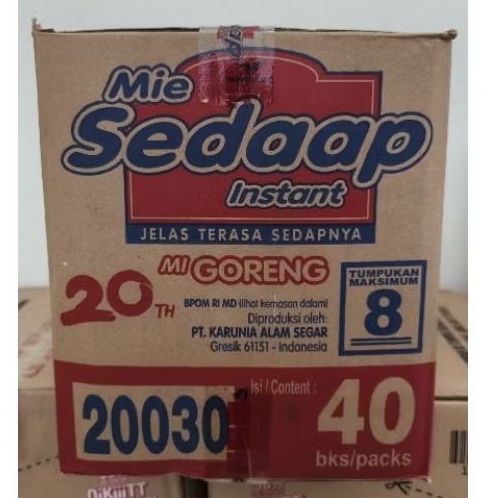 Mie
Sedaap
Instant
JELAS TERASA SEDAPNYA
MI GORENG
20TH
BPOM RI MD (lihat kemasan dalam)
Diproduksi oleh:
PT. KARUNIA ALAM SEGAR
Gresik 61151 - Indonesia
TUMPUKAN
MAKSIMUM
8
20030
Isi / Content :
40
bks/packs